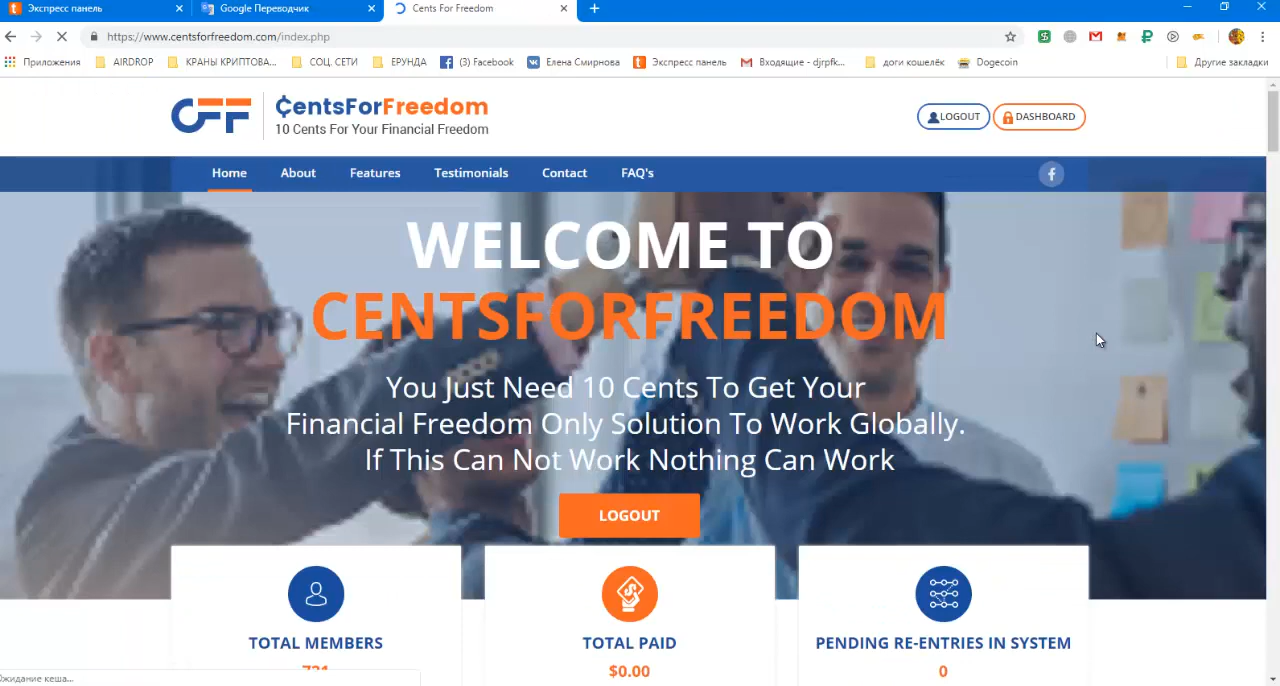 Экспресс панель
Google Переводчик
Cents For Freedom
https://www.centsforfreedom.com/index.php
Приложения
AIRDROP
КРАНЫ КРИПТОВА...
СОЦ. СЕТИ
ЕРУНДА
(3) Facebook
Елена Смирнова
Экспресс панель
Входящие - djrpfk...
доги кошелёк
Dogecoin
Другие закладки
CFF
¢entsForFreedom
10 Cents For Your Financial Freedom
LOGOUT
DASHBOARD
Home
About
Features
Testimonials
Contact
FAQ's
WELCOME TO
CENTSFORFREEDOM
You Just Need 10 Cents To Get Your
Financial Freedom Only Solution To Work Globally.
If This Can Not Work Nothing Can Work
LOGOUT
TOTAL MEMBERS
721
TOTAL PAID
$0.00
PENDING RE-ENTRIES IN SYSTEM
0
Ожидание кеша...